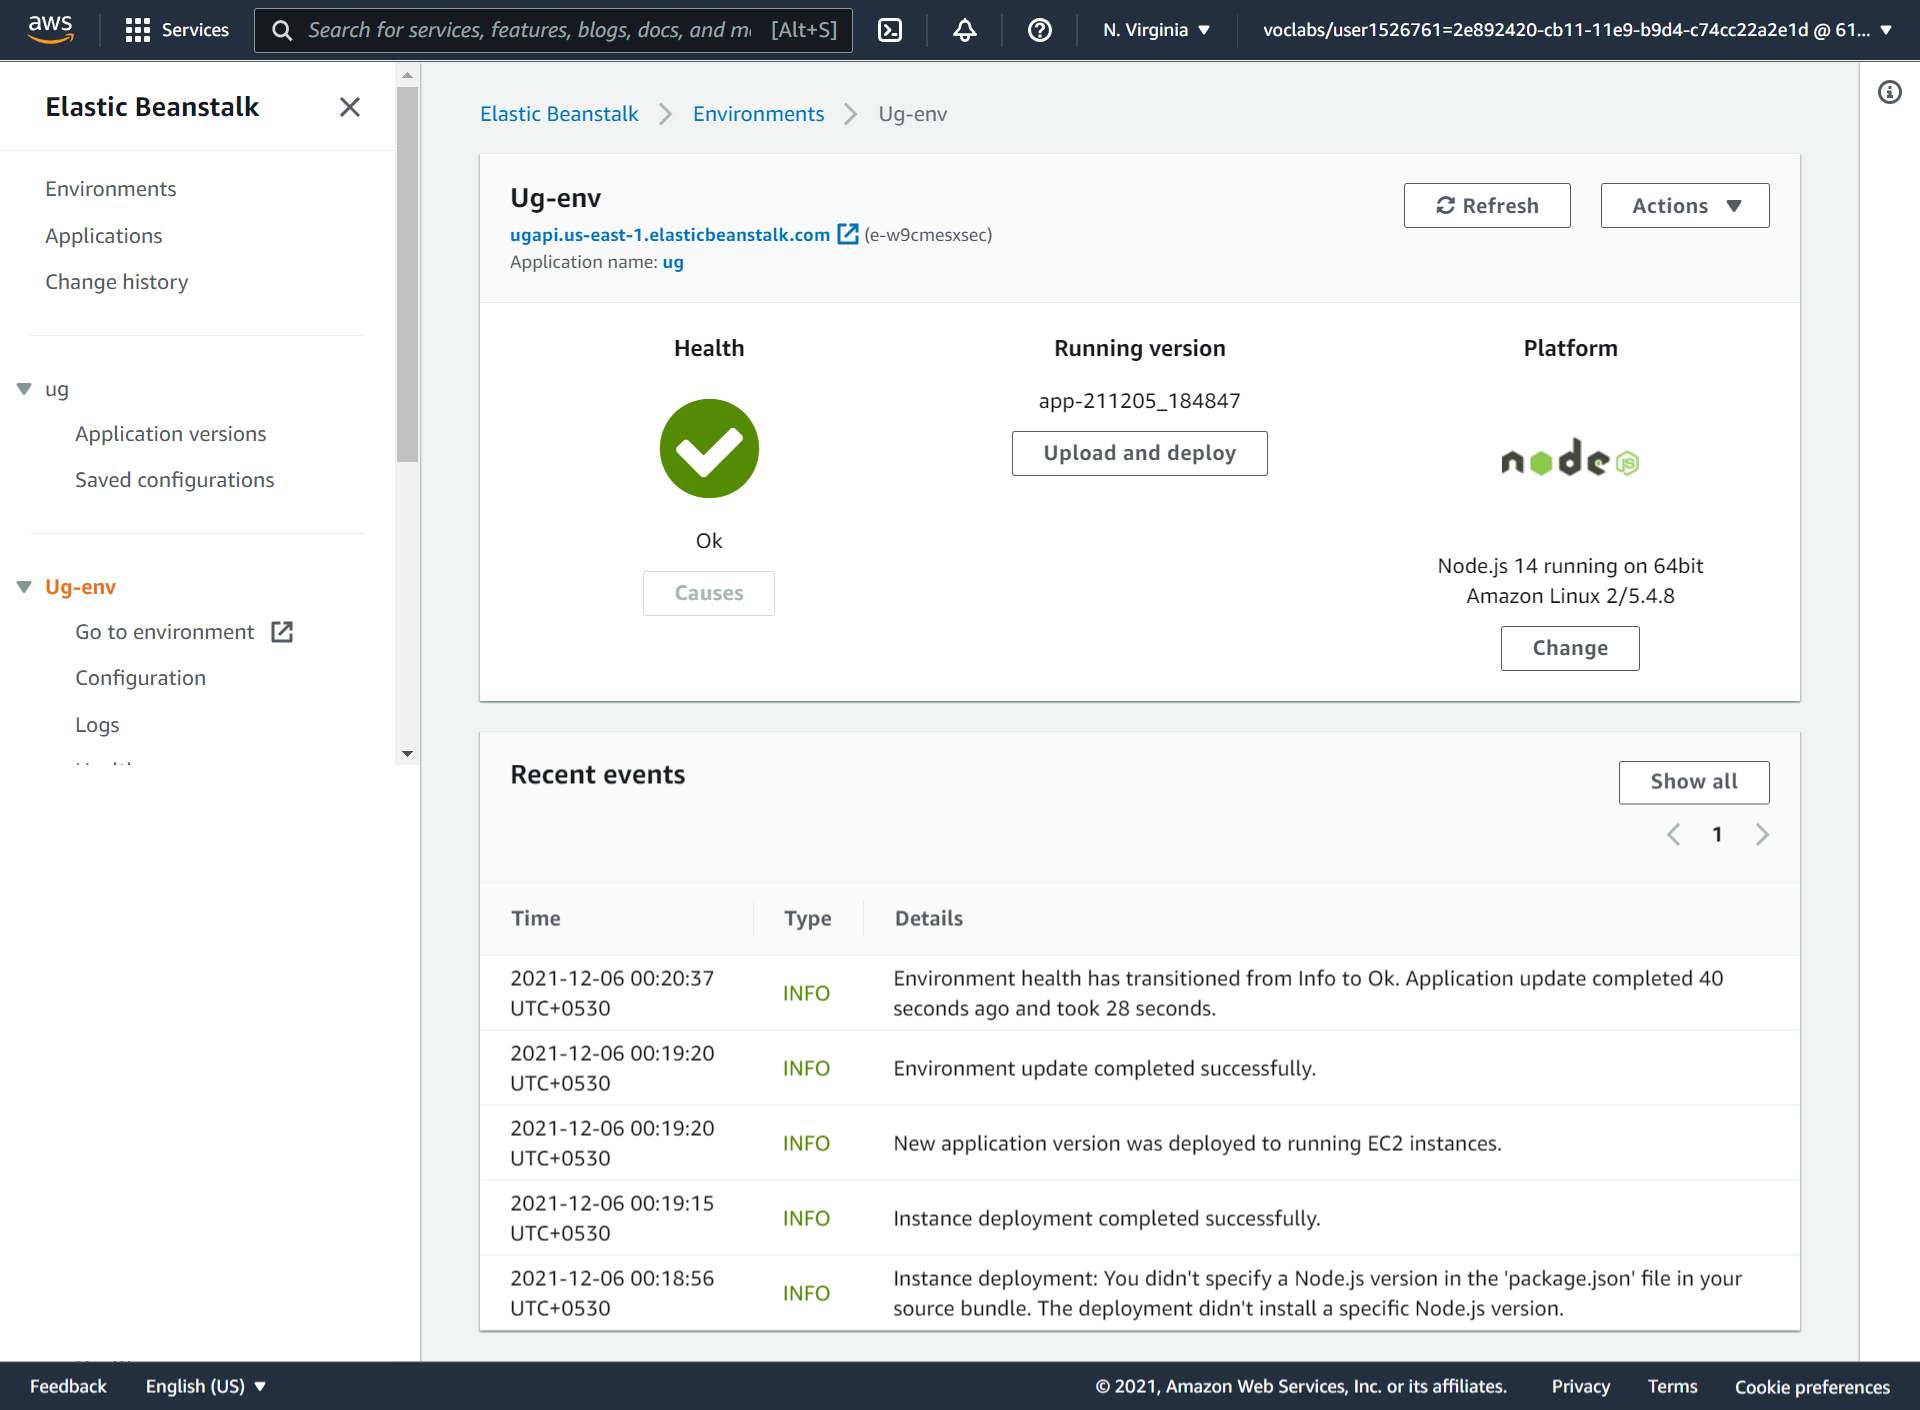 aws
Services
Search for services, features, blogs, docs, and m
[Alt+S]
N. Virginia
voclabs/user1526761=2e892420-cb11-11e9-b9d4-c74cc22a2e1d @ 61...
Elastic Beanstalk
Environments
Applications
Change history
ug
Application versions
Saved configurations
Ug-env
Go to environment
Configuration
Logs
Elastic Beanstalk
Environments
Ug-env
Ug-env
ugapi.us-east-1.elasticbeanstalk.com (e-w9cmesxsec)
Application name: ug
Refresh
Actions
Health
Ok
Causes
Running version
app-211205_184847
Upload and deploy
Platform
node JS
Node.js 14 running on 64bit
Amazon Linux 2/5.4.8
Change
Recent events
Show all
1
Time
Type
Details
2021-12-06 00:20:37
UTC+0530
INFO
Environment health has transitioned from Info to Ok. Application update completed 40
seconds ago and took 28 seconds.
2021-12-06 00:19:20
UTC+0530
INFO
Environment update completed successfully.
2021-12-06 00:19:20
UTC+0530
INFO
New application version was deployed to running EC2 instances.
2021-12-06 00:19:15
UTC+0530
INFO
Instance deployment completed successfully.
2021-12-06 00:18:56
UTC+0530
INFO
Instance deployment: You didn't specify a Node.js version in the 'package.json' file in your
source bundle. The deployment didn't install a specific Node.js version.
Feedback
English (US)
© 2021, Amazon Web Services, Inc. or its affiliates.
Privacy
Terms
Cookie preferences